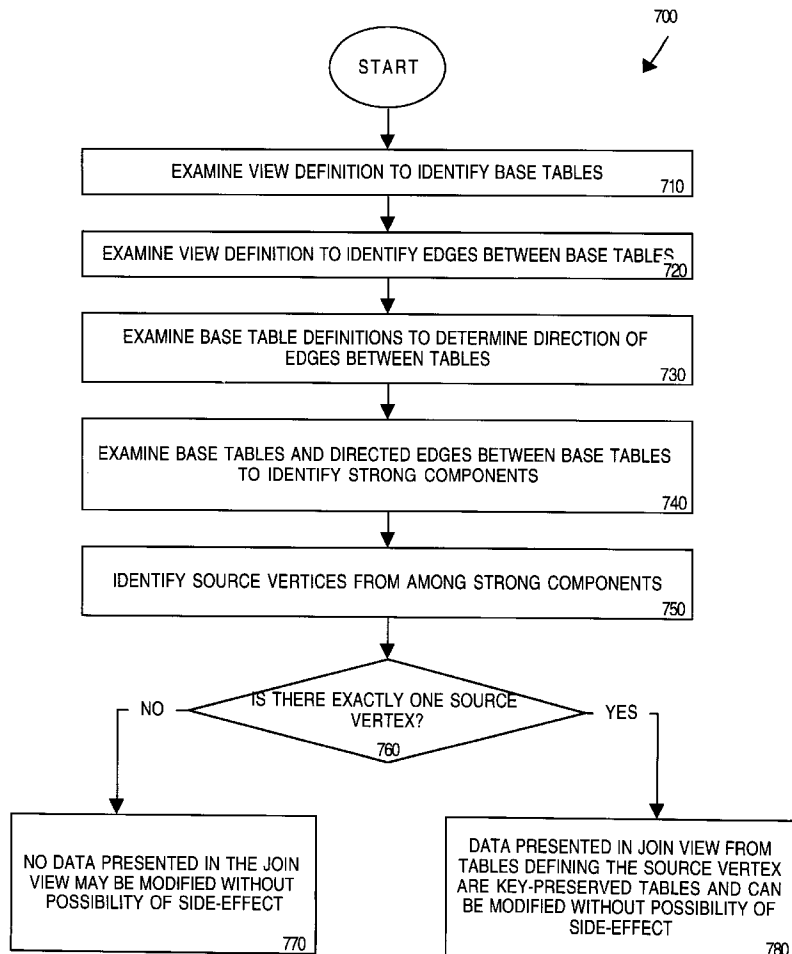 700
START
EXAMINE VIEW DEFINITION TO IDENTIFY BASE TABLES
710
EXAMINE VIEW DEFINITION TO IDENTIFY EDGES BETWEEN BASE TABLES
720
EXAMINE BASE TABLE DEFINITIONS TO DETERMINE DIRECTION OF
EDGES BETWEEN TABLES
730
EXAMINE BASE TABLES AND DIRECTED EDGES BETWEEN BASE TABLES
TO IDENTIFY STRONG COMPONENTS
740
IDENTIFY SOURCE VERTICES FROM AMONG STRONG COMPONENTS
750
IS THERE EXACTLY ONE SOURCE
VERTEX?
760
NO
YES
NO DATA PRESENTED IN THE JOIN
VIEW MAY BE MODIFIED WITHOUT
POSSIBILITY OF SIDE-EFFECT
770
DATA PRESENTED IN JOIN VIEW FROM
TABLES DEFINING THE SOURCE VERTEX
ARE KEY-PRESERVED TABLES AND CAN
BE MODIFIED WITHOUT POSSIBILITY OF
SIDE-EFFECT
780